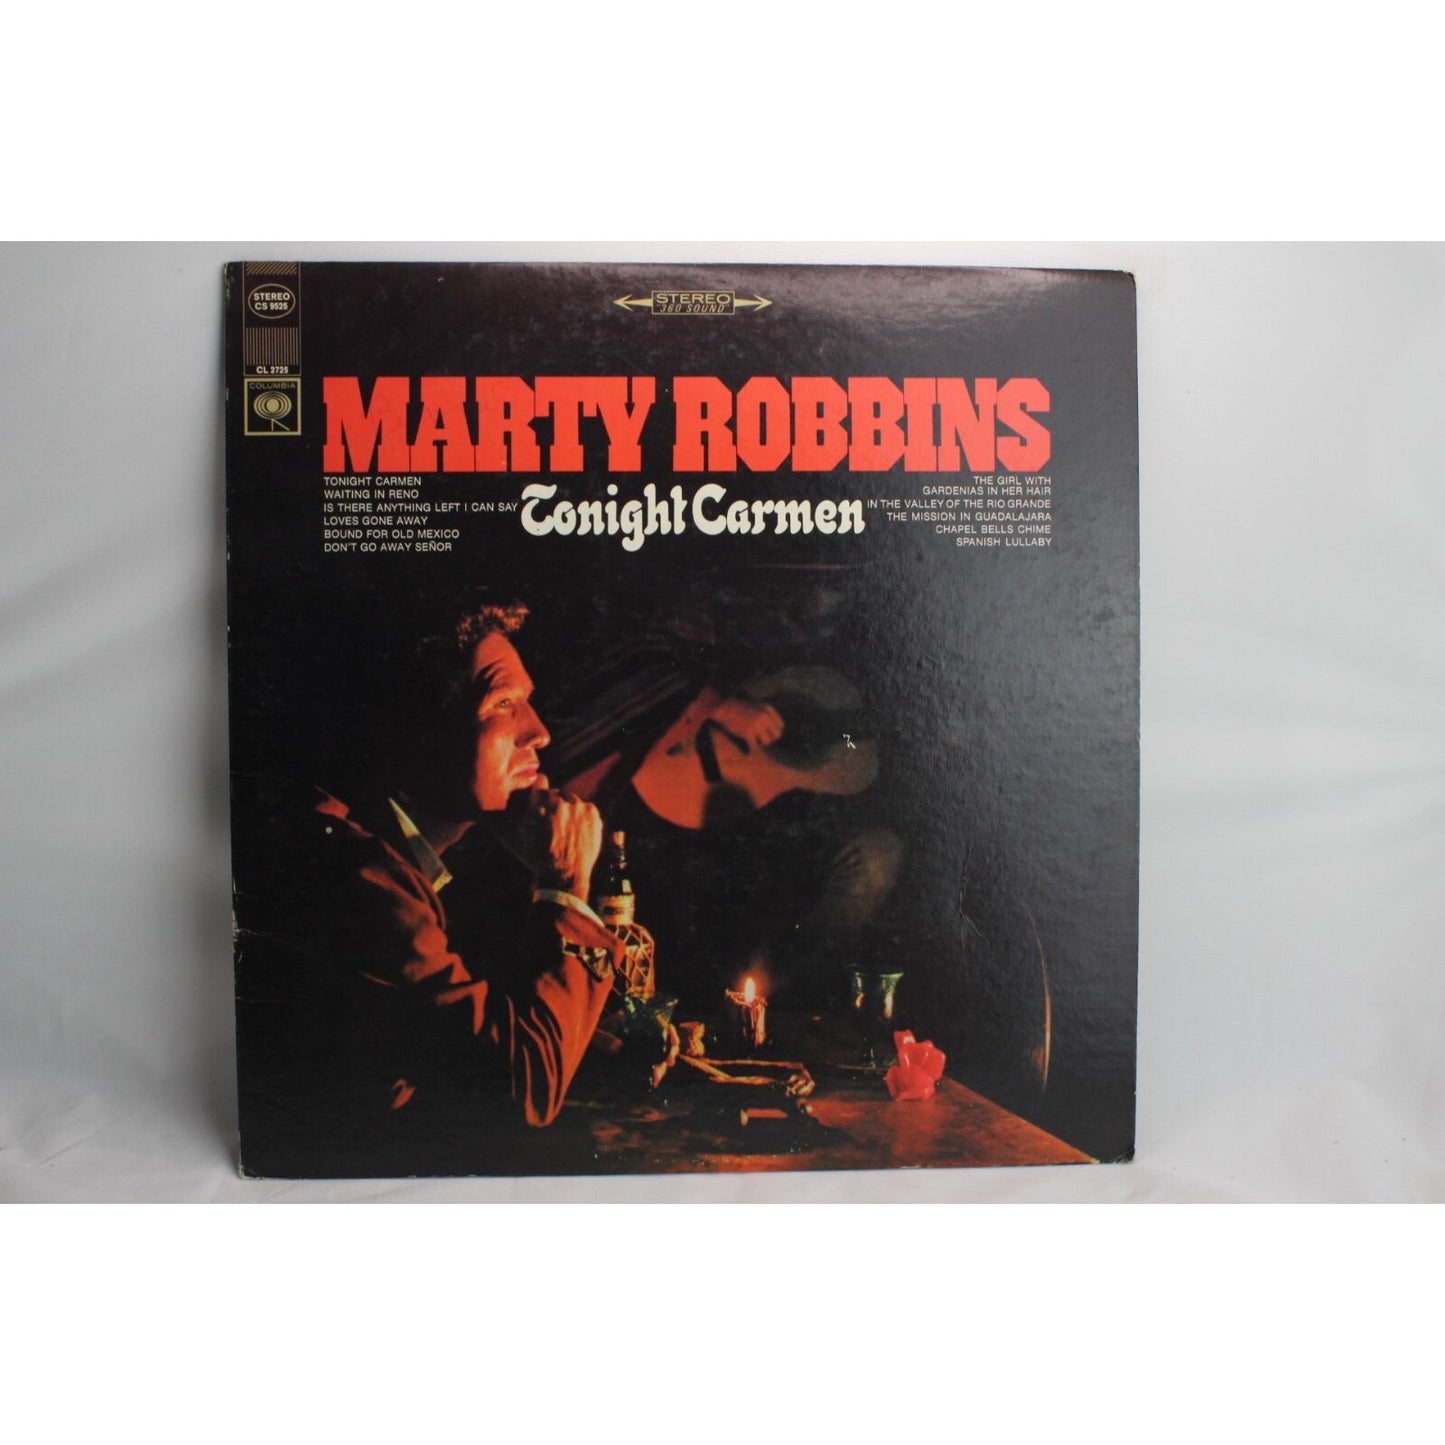 STEREO
CS 9525
CL 2725
COLUMBIA
STEREO
"360 SOUND"
MARTY ROBBINS
TONIGHT CARMEN
WAITING IN RENO
IS THERE ANYTHING LEFT I CAN SAY
LOVES GONE AWAY
BOUND FOR OLD MEXICO
DON'T GO AWAY SEÑOR
Tonight Carmen
THE GIRL WITH
GARDENIAS IN HER HAIR
IN THE VALLEY OF THE RIO GRANDE
THE MISSION IN GUADALAJARA
CHAPEL BELLS CHIME
SPANISH LULLABY